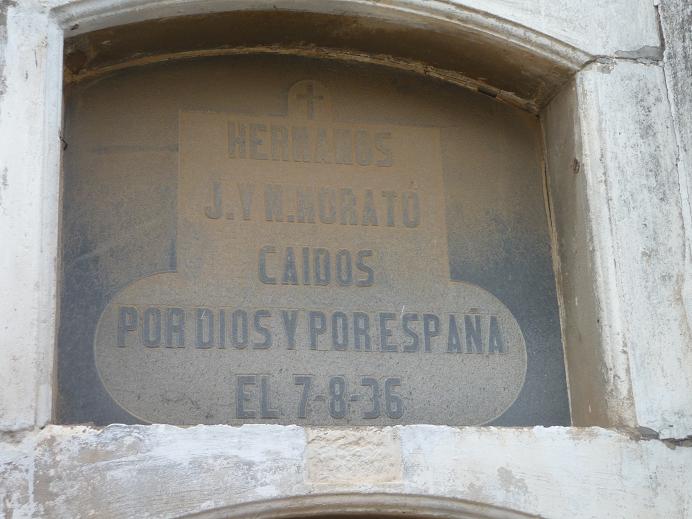 HERMANOS
J. Y N. MORATÓ
CAIDOS
POR DIOS Y POR ESPAÑA
EL 7-8-36